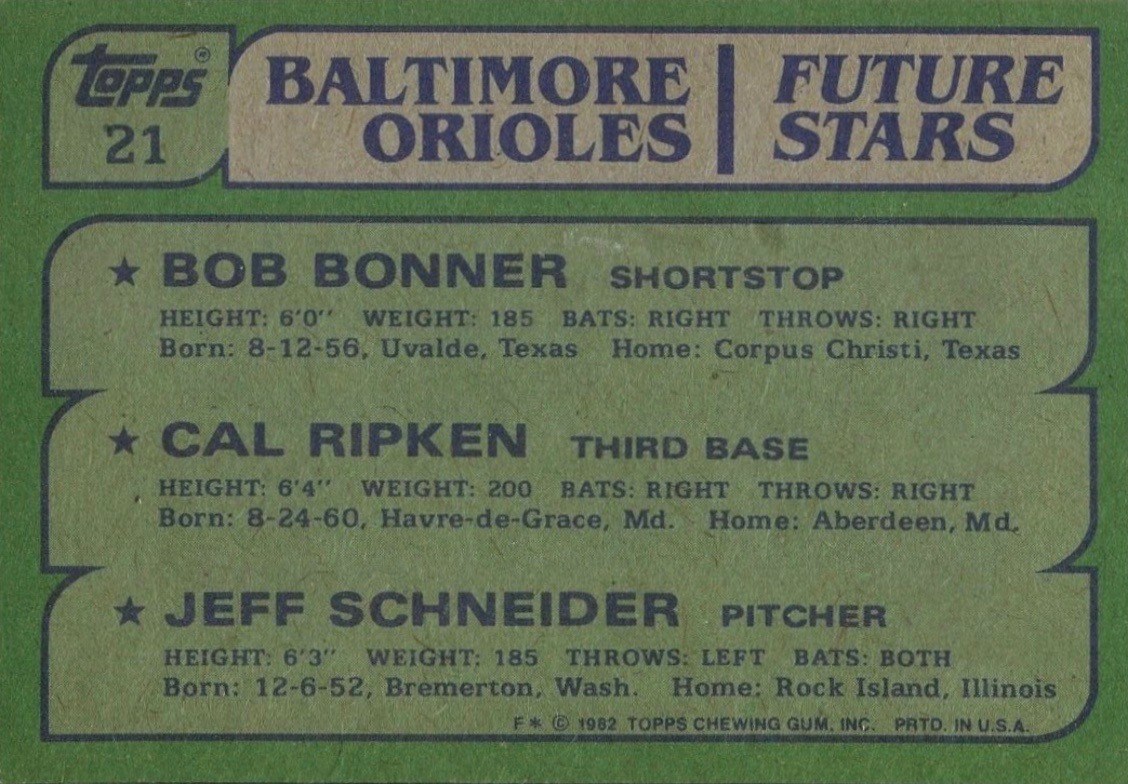 topps®
21
BALTIMORE
ORIOLES
FUTURE
STARS
★ BOB BONNER SHORTSTOP
HEIGHT: 6'0'' WEIGHT: 185 BATS: RIGHT THROWS: RIGHT
Born: 8-12-56, Uvalde, Texas Home: Corpus Christi, Texas
★ CAL RIPKEN THIRD BASE
HEIGHT: 6'4'' WEIGHT: 200 BATS: RIGHT THROWS: RIGHT
Born: 8-24-60, Havre-de-Grace, Md. Home: Aberdeen, Md.
★ JEFF SCHNEIDER PITCHER
HEIGHT: 6'3'' WEIGHT: 185 THROWS: LEFT BATS: BOTH
Born: 12-6-52, Bremerton, Wash. Home: Rock Island, Illinois
F* © 1982 TOPPS CHEWING GUM, INC. PRTD. IN U.S.A.